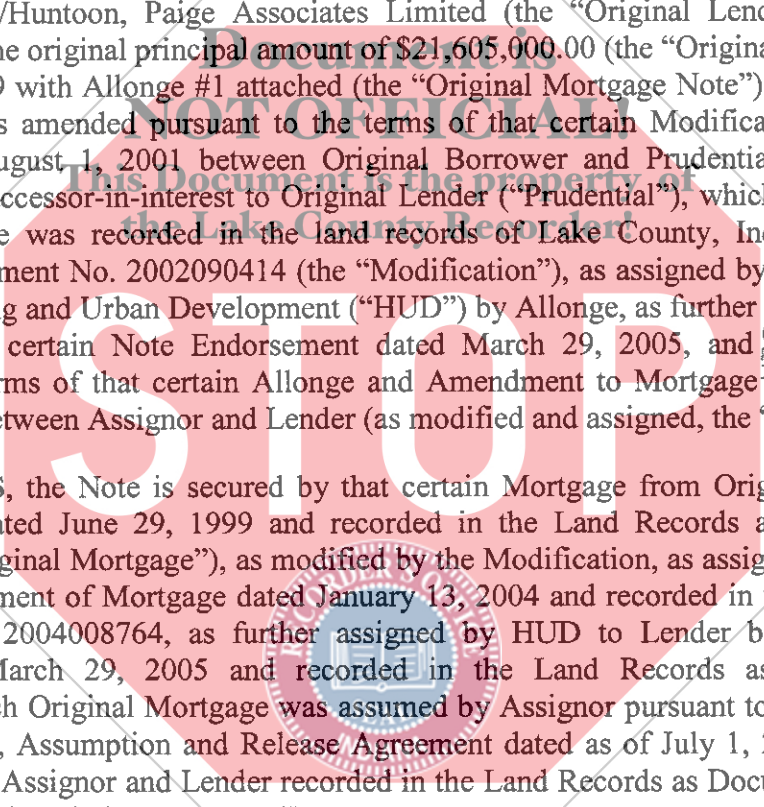 /Huntoon, Paige Associates Limited (the “Original Lend
Document is
he original principal amount of $21,605,000.00 (the “Origina
9 with Allonge #1 attached (the “Original Mortgage Note”)
NOT OFFICIAL!
s amended pursuant to the terms of that certain Modifica
ugust 1, 2001 between Original Borrower and Prudentia
This Document is the property of
ccessor-in-interest to Original Lender (“Prudential”), which
the Lake County Recorder!
e was recorded in the land records of Lake County, Ind
ment No. 2002090414 (the “Modification”), as assigned by
g and Urban Development (“HUD”) by Allonge, as further
certain Note Endorsement dated March 29, 2005, and
rms of that certain Allonge and Amendment to Mortgage
etween Assignor and Lender (as modified and assigned, the “
STOP
S, the Note is secured by that certain Mortgage from Orig
ated June 29, 1999 and recorded in the Land Records a
ginal Mortgage”), as modified by the Modification, as assig
ment of Mortgage dated January 13, 2004 and recorded in
2004008764, as further assigned by HUD to Lender b
March 29, 2005 and recorded in the Land Records as
ch Original Mortgage was assumed by Assignor pursuant to
, Assumption and Release Agreement dated as of July 1,
Assignor and Lender recorded in the Land Records as Docu
RECORDER'S OFFICE
SEAL